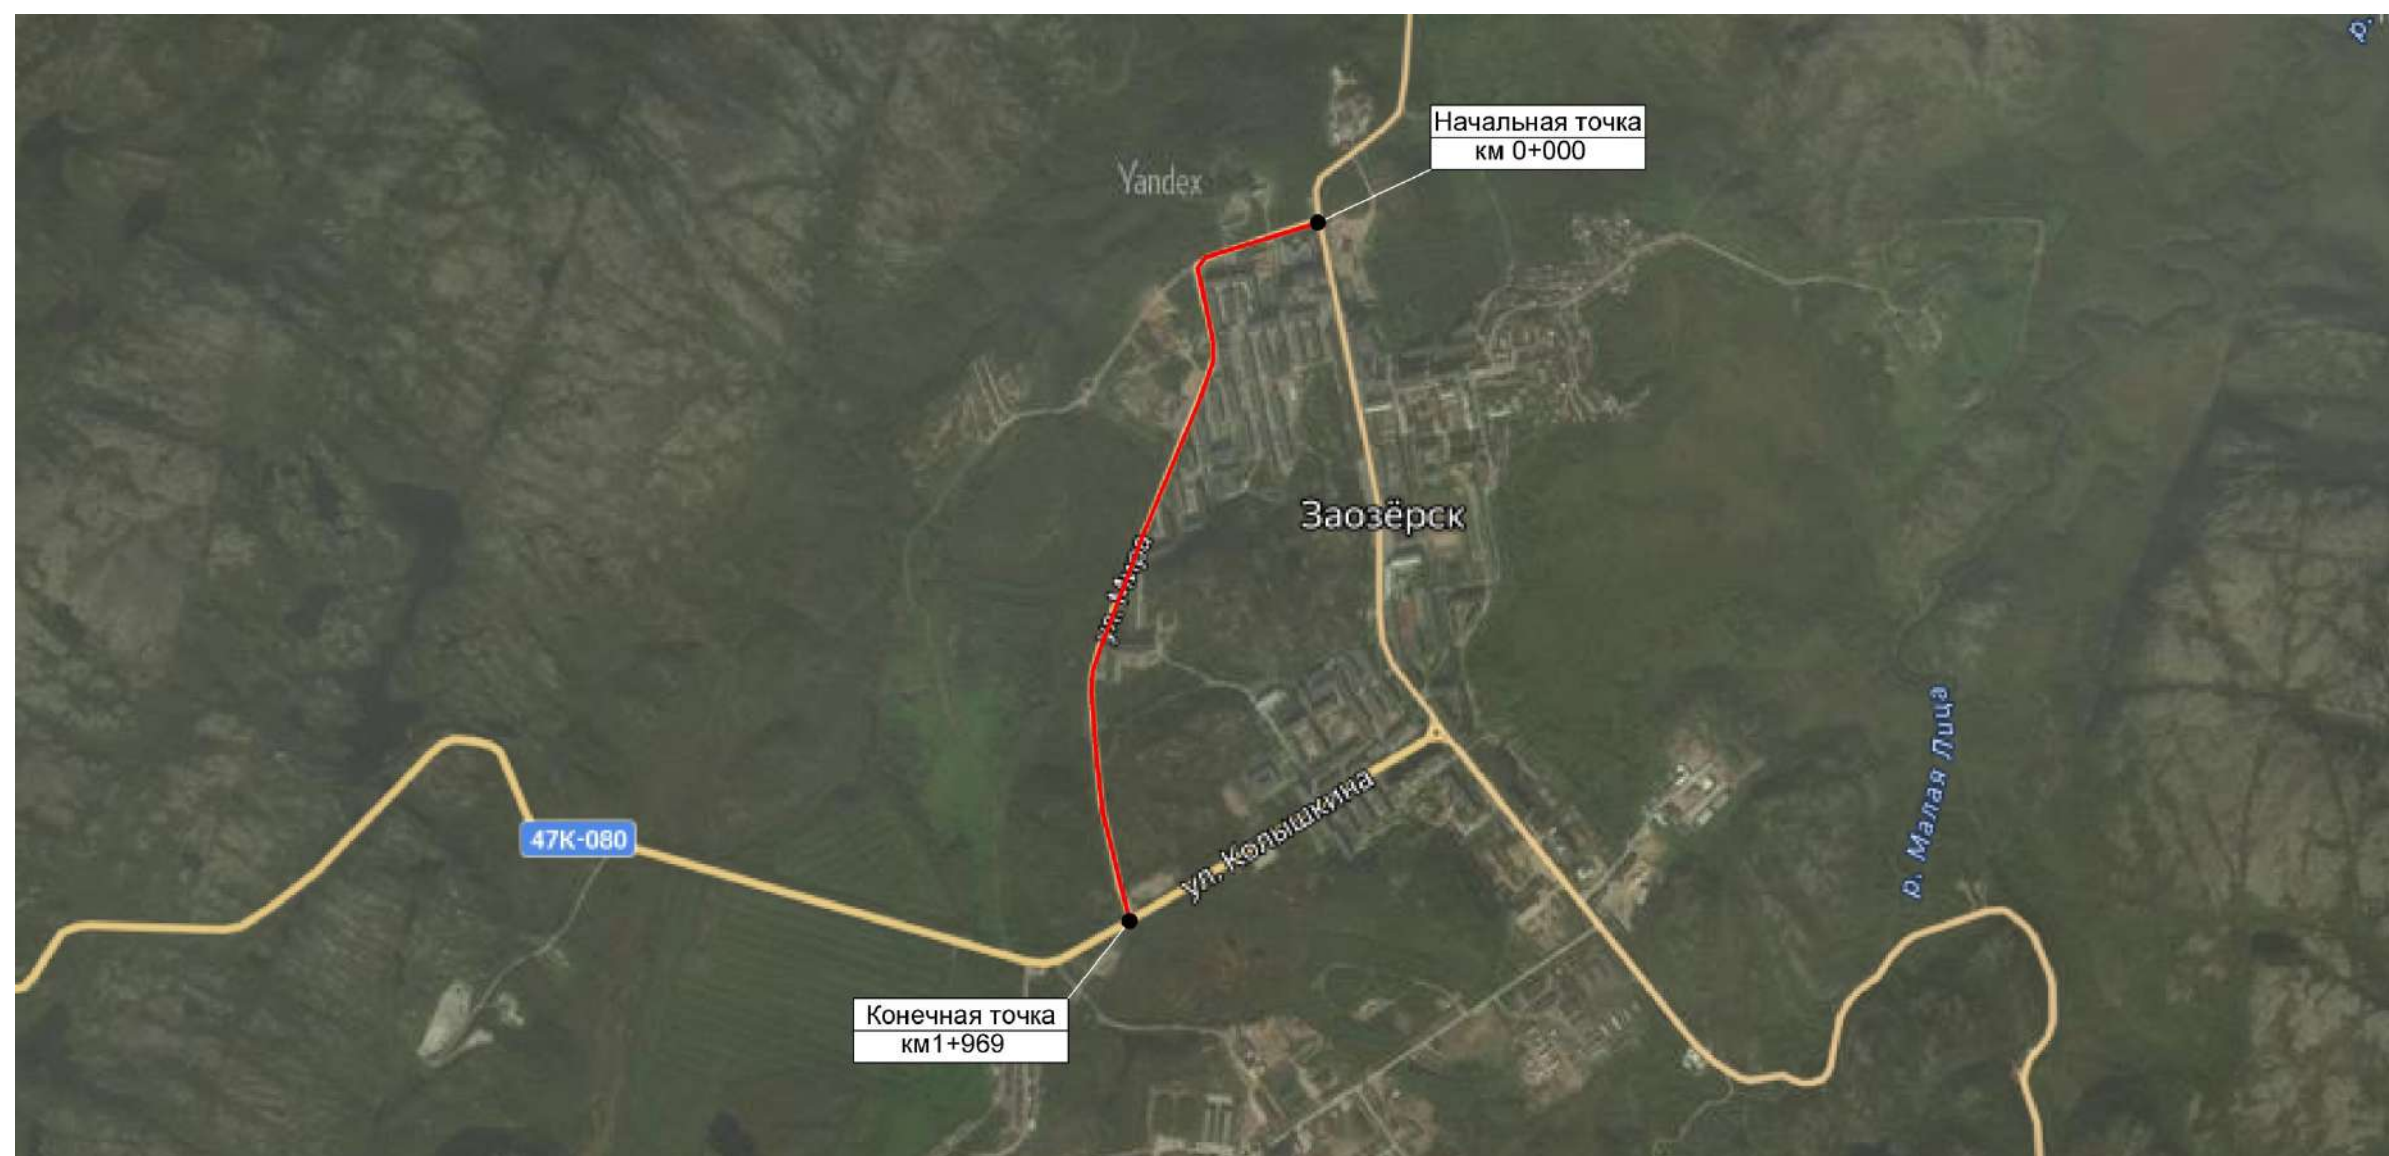 р.
Начальная точка
км 0+000
Yandex
Заозёрск
ул. Мира
р. Малая Лица
ул. Колышкина
47К-080
Конечная точка
км1+969